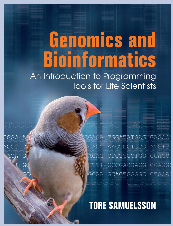 Genomics and
Bioinformatics
An Introduction to Programming
Tools for Life Scientists
TORE SAMUELSSON